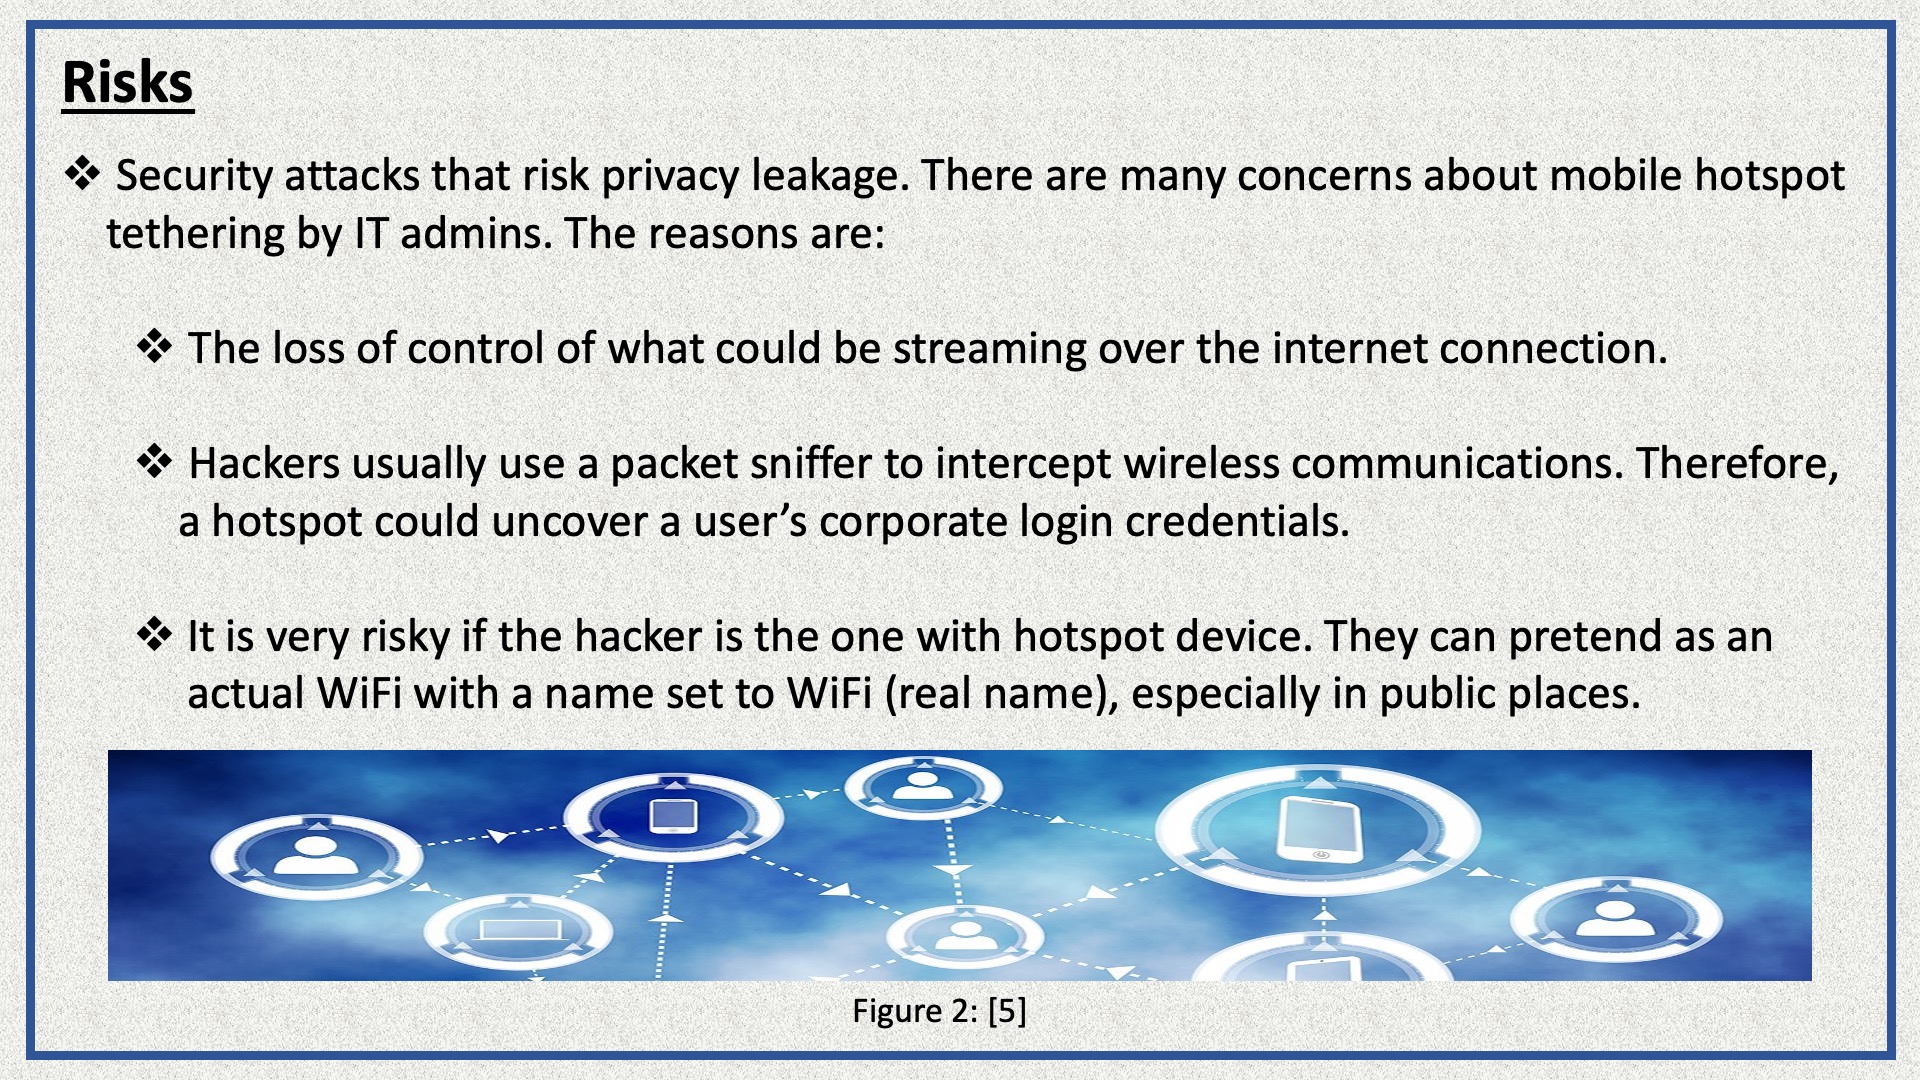 Risks
❖ Security attacks that risk privacy leakage. There are many concerns about mobile hotspot
tethering by IT admins. The reasons are:
❖ The loss of control of what could be streaming over the internet connection.
❖ Hackers usually use a packet sniffer to intercept wireless communications. Therefore,
a hotspot could uncover a user’s corporate login credentials.
❖ It is very risky if the hacker is the one with hotspot device. They can pretend as an
actual WiFi with a name set to WiFi (real name), especially in public places.
Figure 2: [5]